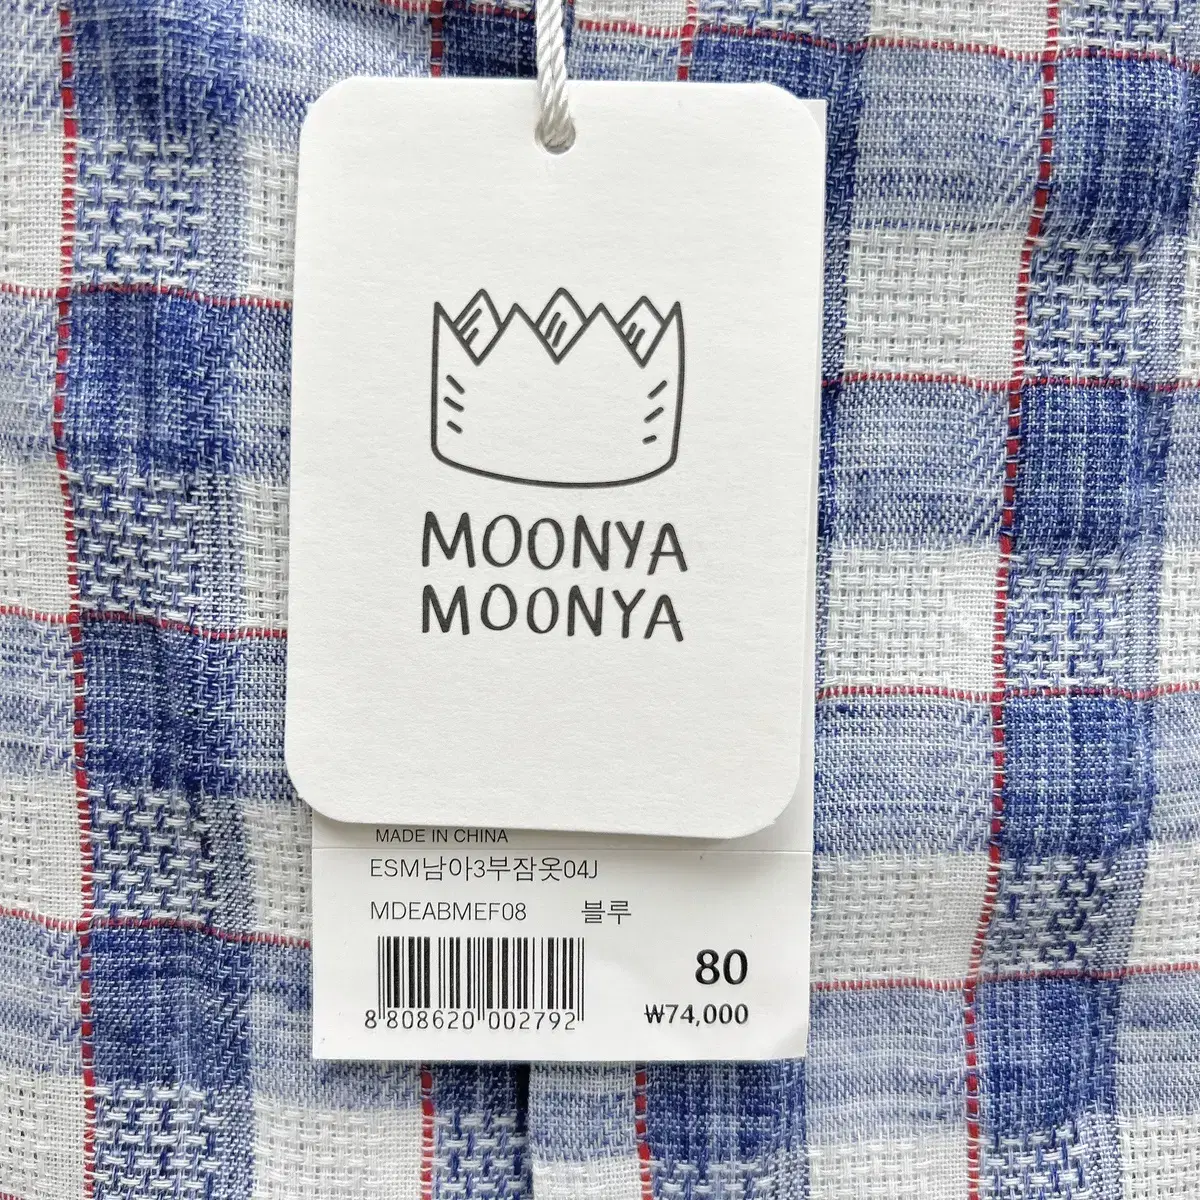 MOONYA
MOONYA
MADE IN CHINA
ESM남아3부잠옷04J
MDEABMEF08 블루
80
8 808620 002792
₩74,000